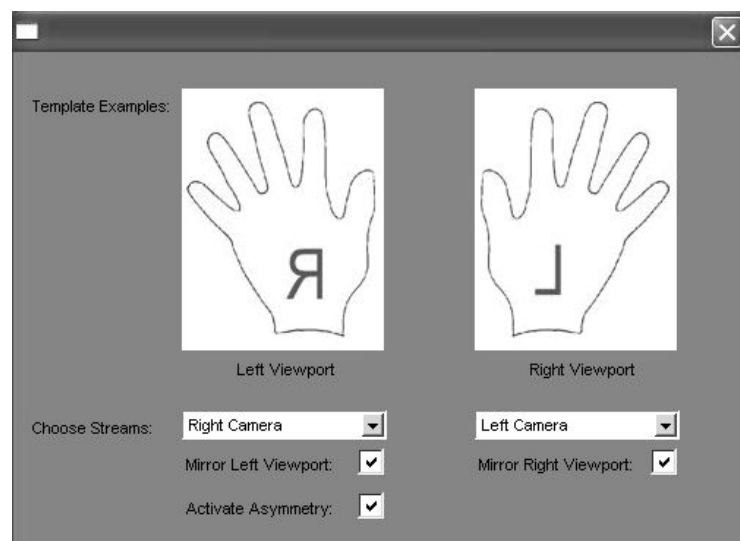 Template Examples:
R
L
Left Viewport
Right Viewport
Choose Streams:
Right Camera
Left Camera
Mirror Left Viewport:
Mirror Right Viewport:
Activate Asymmetry: